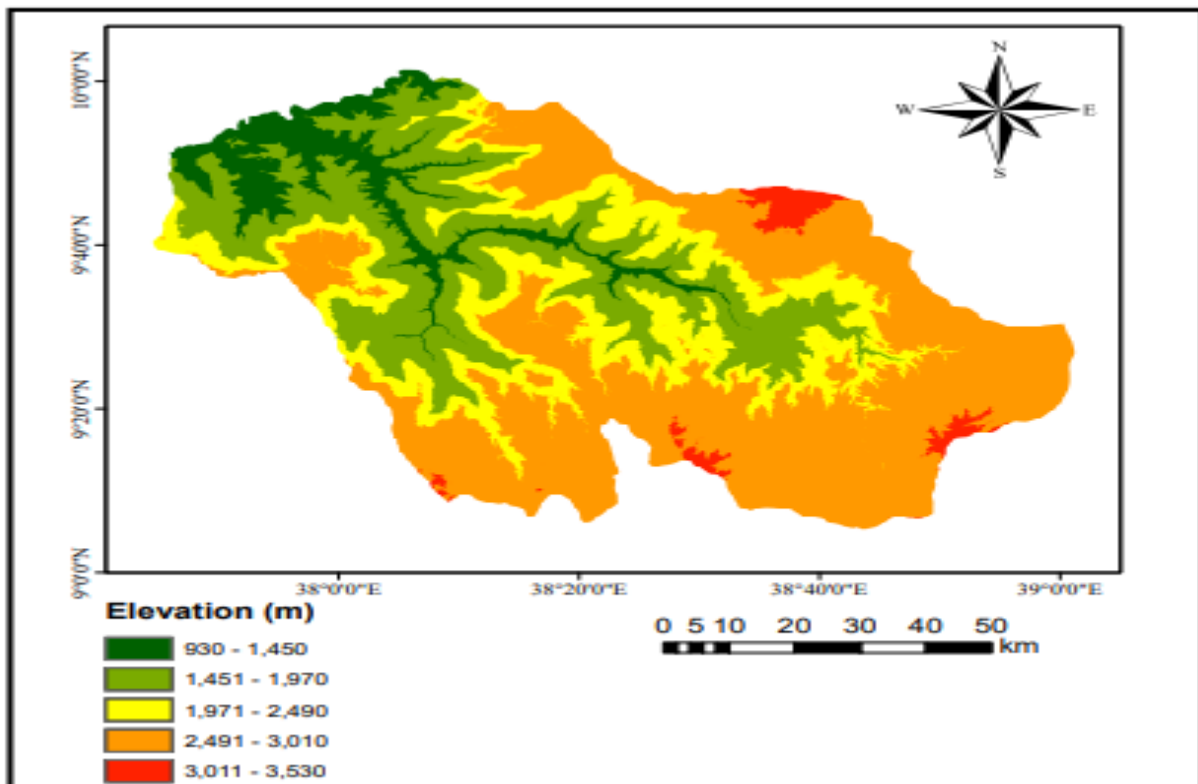 N
W E
S
10°0'0"N
9°40'0"N
9°20'0"N
9°0'0"N
38°0'0"E 38°20'0"E 38°40'0"E 39°0'0"E
Elevation (m)
930 - 1,450
1,451 - 1,970
1,971 - 2,490
2,491 - 3,010
3,011 - 3,530
0 5 10 20 30 40 50
km